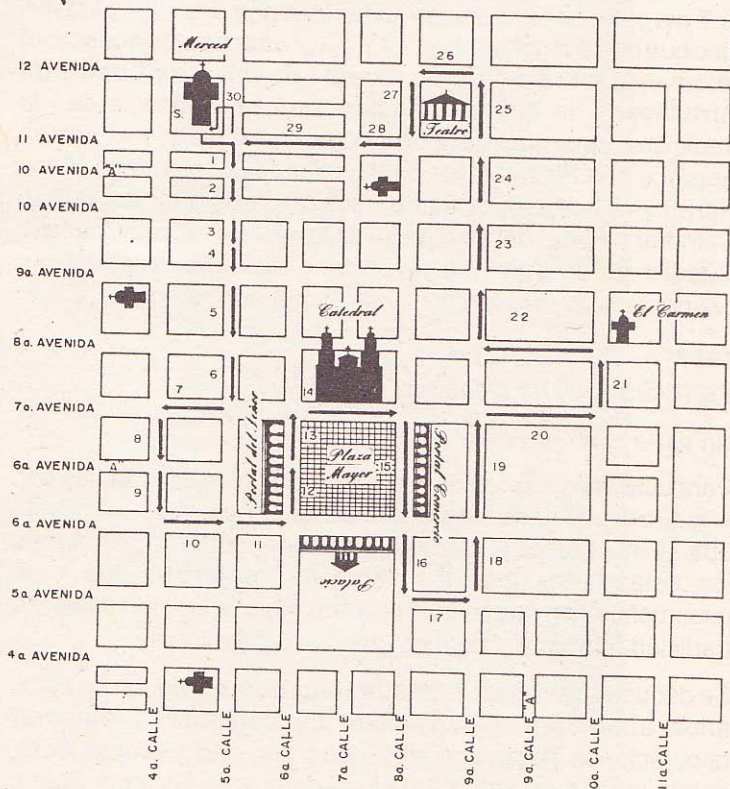 Merced
26
12 AVENIDA
30
27
25
S.
Teatro
29
28
11 AVENIDA
1
10 AVENIDA "A"
24
2
10 AVENIDA
3
23
4
9a. AVENIDA
5
Catedral
22
El Carmen
8a. AVENIDA
6
7
14
21
7a. AVENIDA
8
Portal del Señor
13
Plaza
Mayor
15
Portal Comercio
20
19
6a. AVENIDA "A"
9
12
6a AVENIDA
10
11
16
18
Palacio
5a AVENIDA
17
4a AVENIDA
4a. CALLE
5a. CALLE
6a CALLE
7a CALLE
8a. CALLE
9a CALLE
9a. CALLE "A"
0a. CALLE
11a CALLE